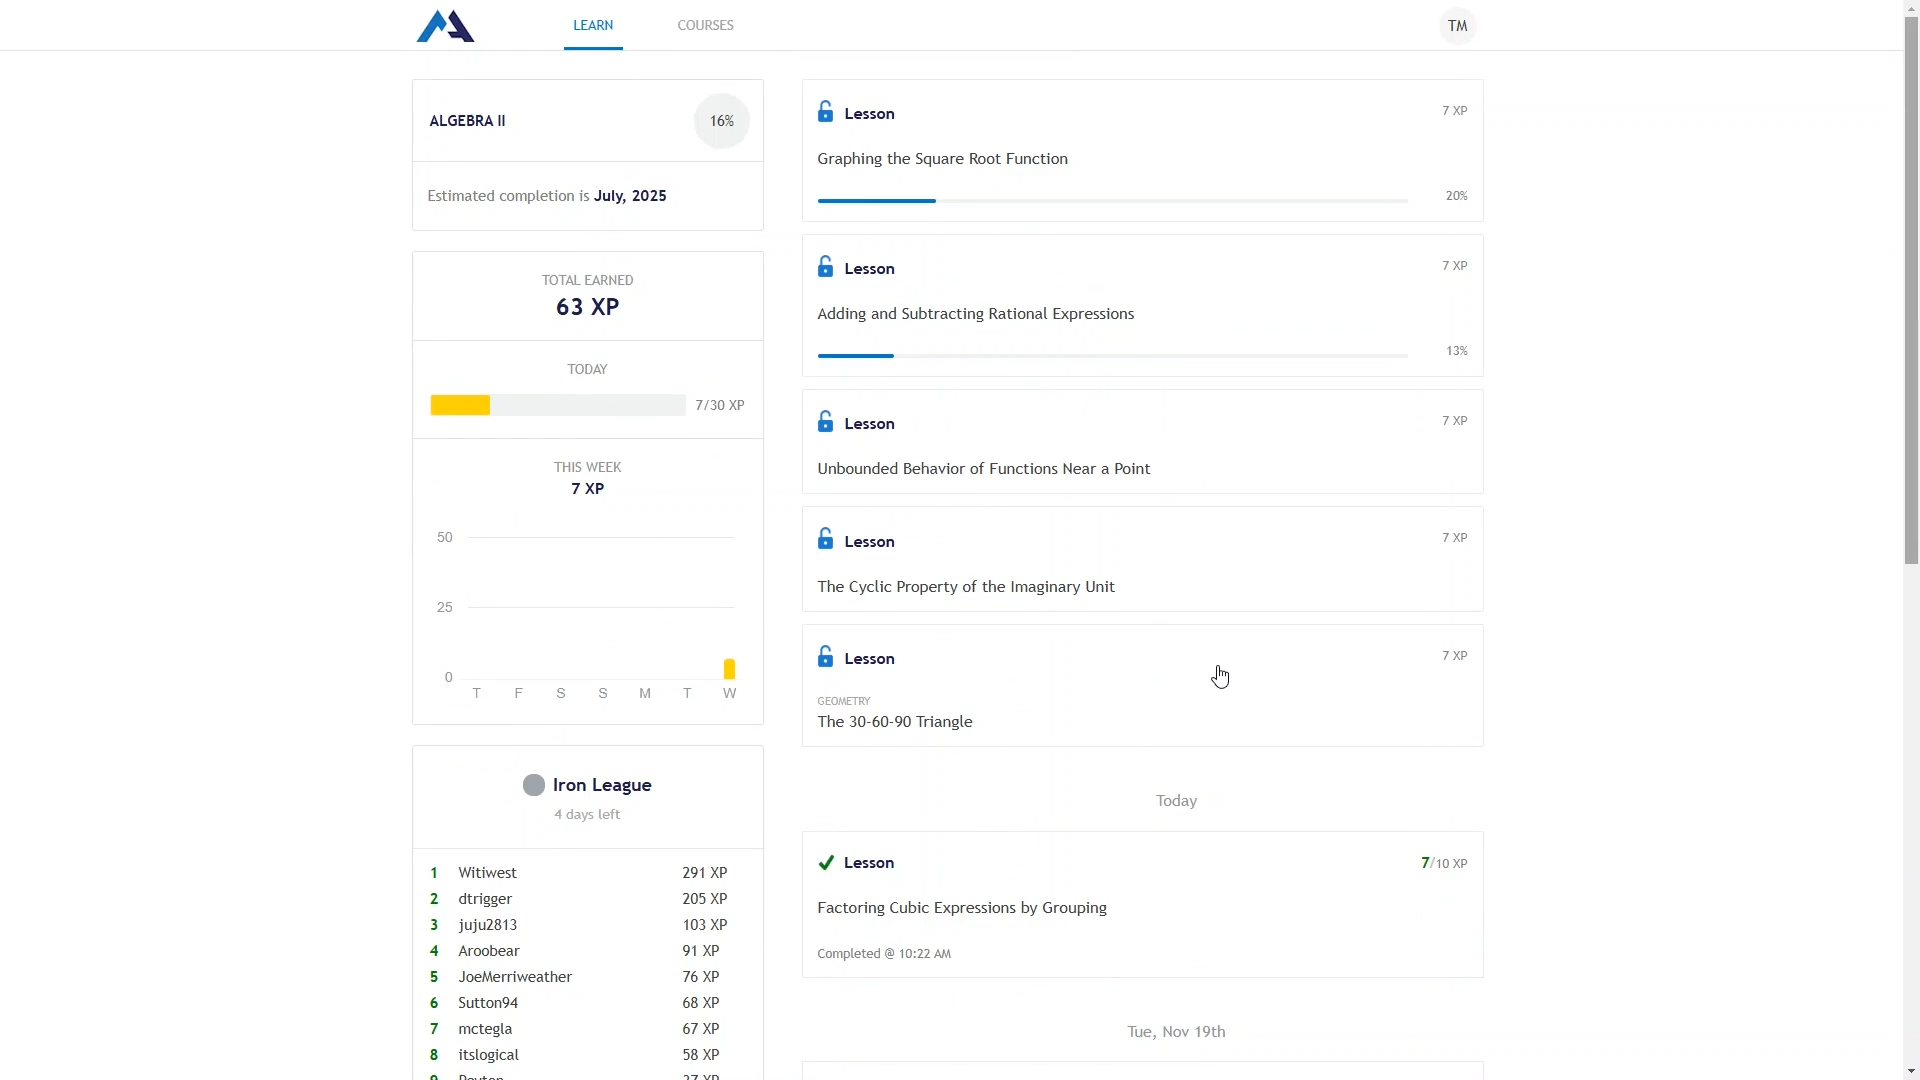 LEARN
COURSES
TM
ALGEBRA II
16%
Estimated completion is July, 2025
TOTAL EARNED
63 XP
TODAY
7/30 XP
THIS WEEK
7 XP
50
25
0
T F S S M T W
Iron League
4 days left
1 Witiwest 291 XP
2 dtrigger 205 XP
3 juju2813 103 XP
4 Aroobear 91 XP
5 JoeMerriweather 76 XP
6 Sutton94 68 XP
7 mctegla 67 XP
8 itslogical 58 XP
Lesson 7 XP
Graphing the Square Root Function
20%
Lesson 7 XP
Adding and Subtracting Rational Expressions
13%
Lesson 7 XP
Unbounded Behavior of Functions Near a Point
Lesson 7 XP
The Cyclic Property of the Imaginary Unit
Lesson 7 XP
GEOMETRY
The 30-60-90 Triangle
Today
Lesson 7/10 XP
Factoring Cubic Expressions by Grouping
Completed @ 10:22 AM
Tue, Nov 19th